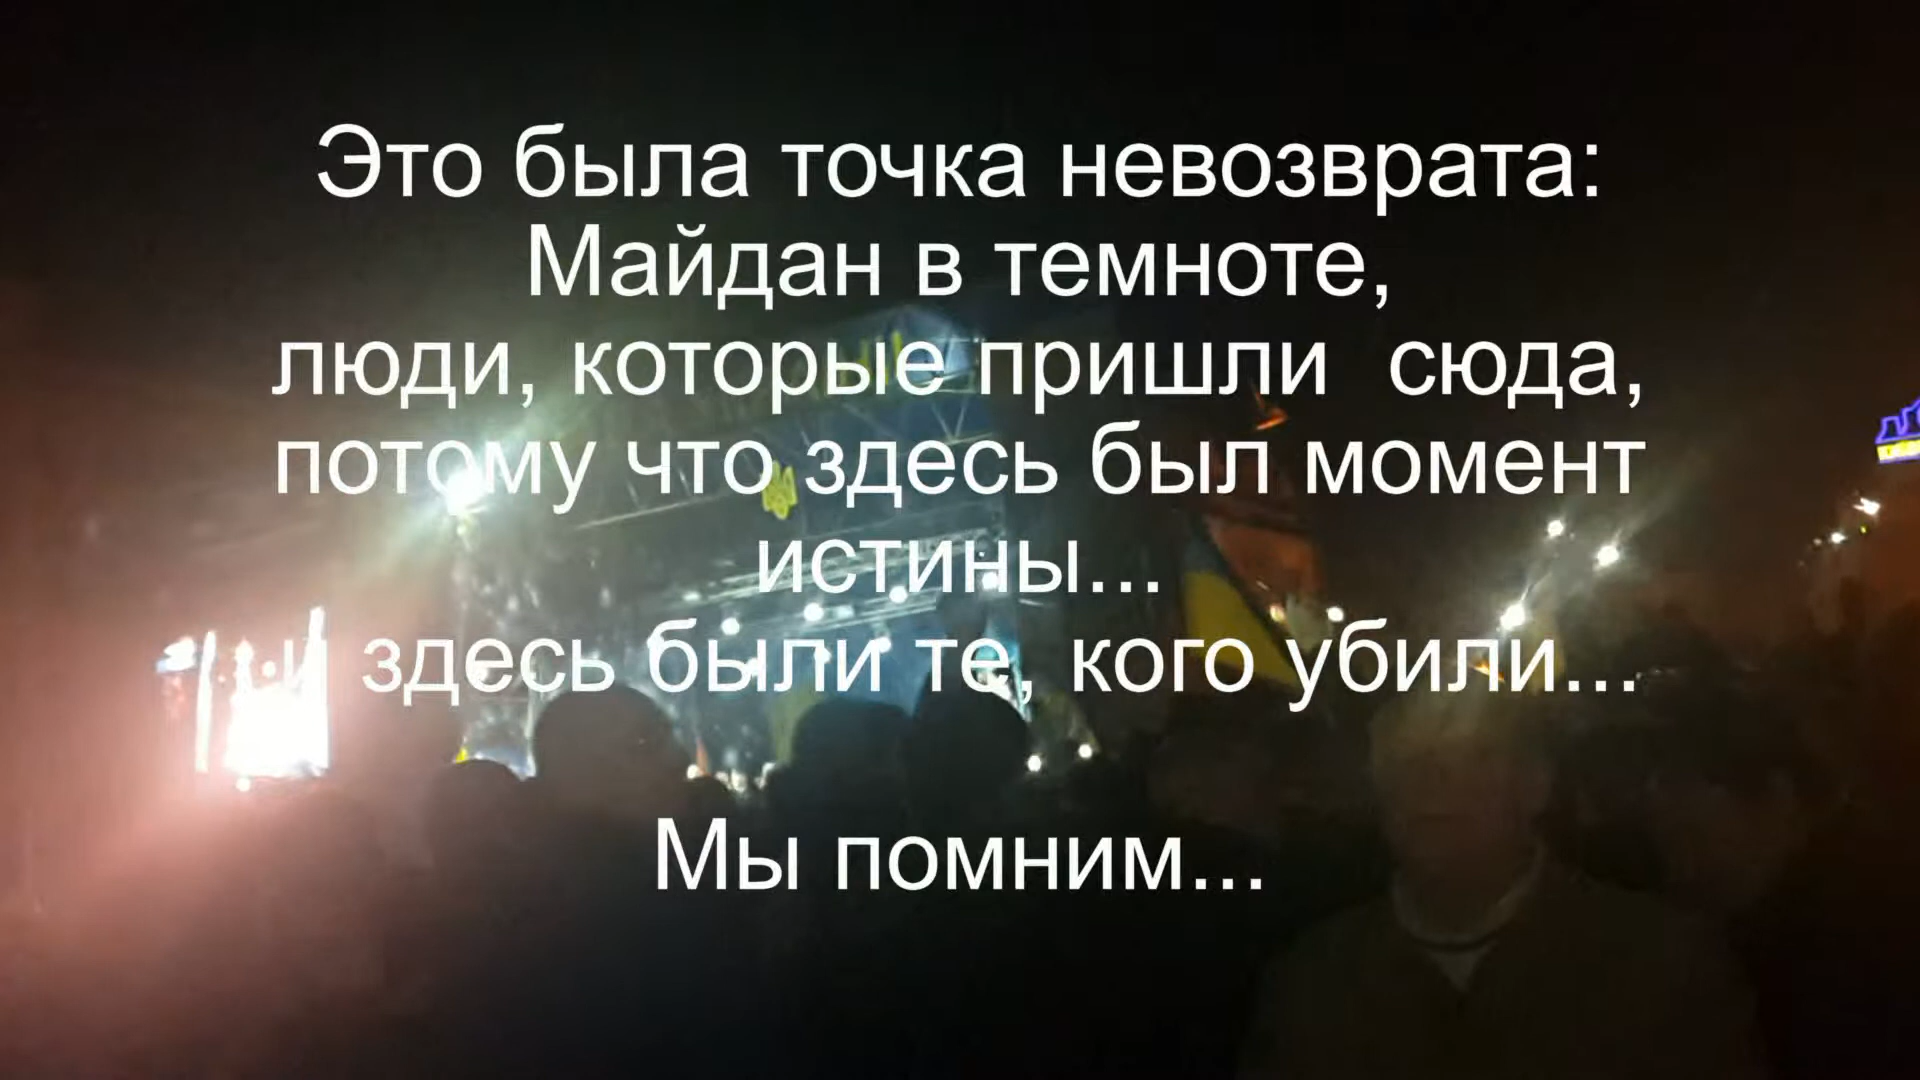 Это была точка невозврата:
Майдан в темноте,
люди, которые пришли  сюда,
потому что здесь был момент
истины...
и здесь были те, кого убили...
Мы помним...